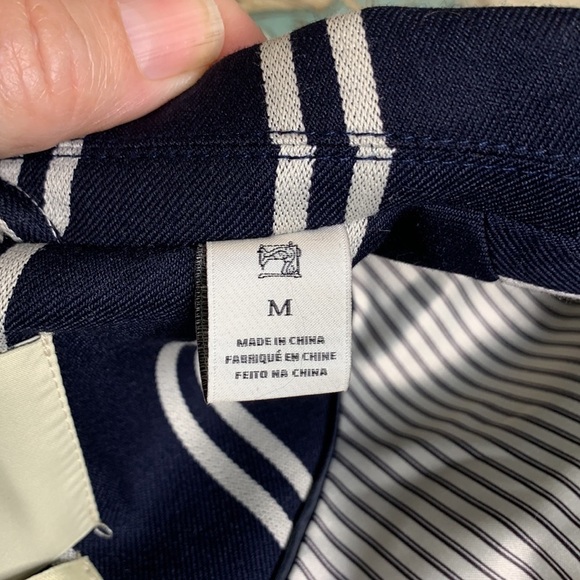 M
MADE IN CHINA
FABRIQUÉ EN CHINE
FEITO NA CHINA